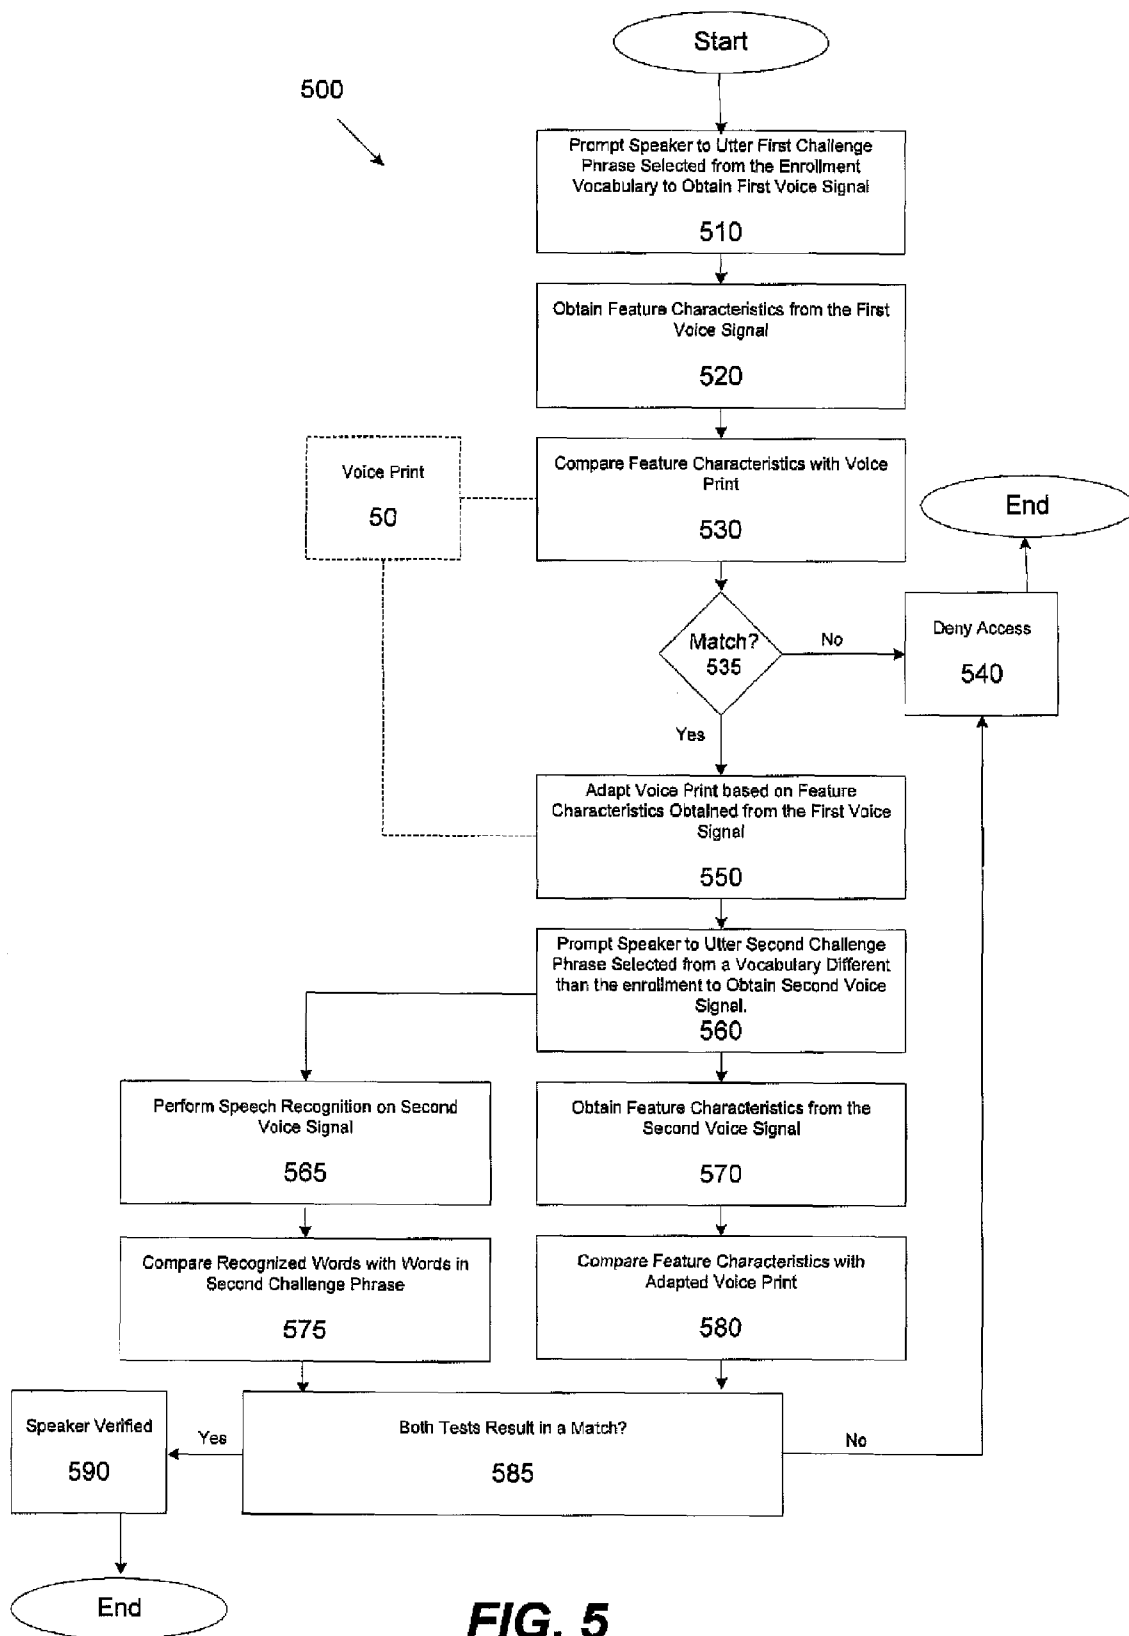 Start
500
Prompt Speaker to Utter First Challenge
Phrase Selected from the Enrollment
Vocabulary to Obtain First Voice Signal
510
Obtain Feature Characteristics from the First
Voice Signal
520
Voice Print
50
Compare Feature Characteristics with Voice
Print
530
End
Match?
535
No
Deny Access
540
Yes
Adapt Voice Print based on Feature
Characteristics Obtained from the First Voice
Signal
550
Prompt Speaker to Utter Second Challenge
Phrase Selected from a Vocabulary Different
than the enrollment to Obtain Second Voice
Signal.
560
Perform Speech Recognition on Second
Voice Signal
565
Obtain Feature Characteristics from the
Second Voice Signal
570
Compare Recognized Words with Words in
Second Challenge Phrase
575
Compare Feature Characteristics with
Adapted Voice Print
580
Speaker Verified
590
Yes
Both Tests Result in a Match?
585
No
End
FIG. 5